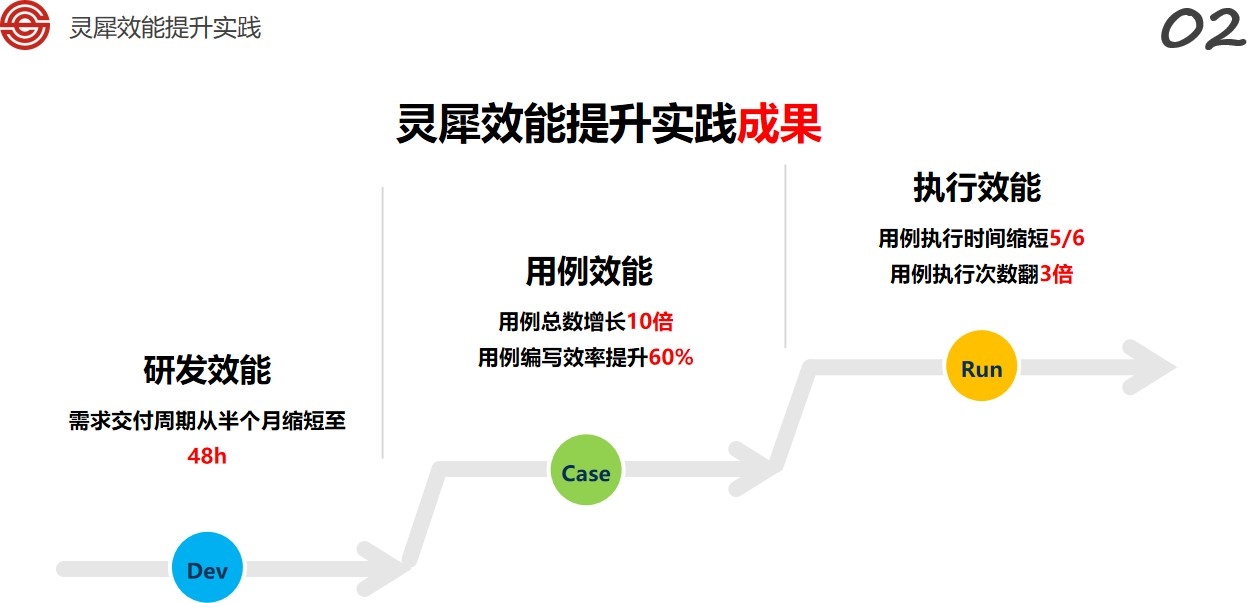 灵犀效能提升实践
02
灵犀效能提升实践成果
研发效能
需求交付周期从半个月缩短至
48h
Dev
用例效能
用例总数增长10倍
用例编写效率提升60%
Case
执行效能
用例执行时间缩短5/6
用例执行次数翻3倍
Run